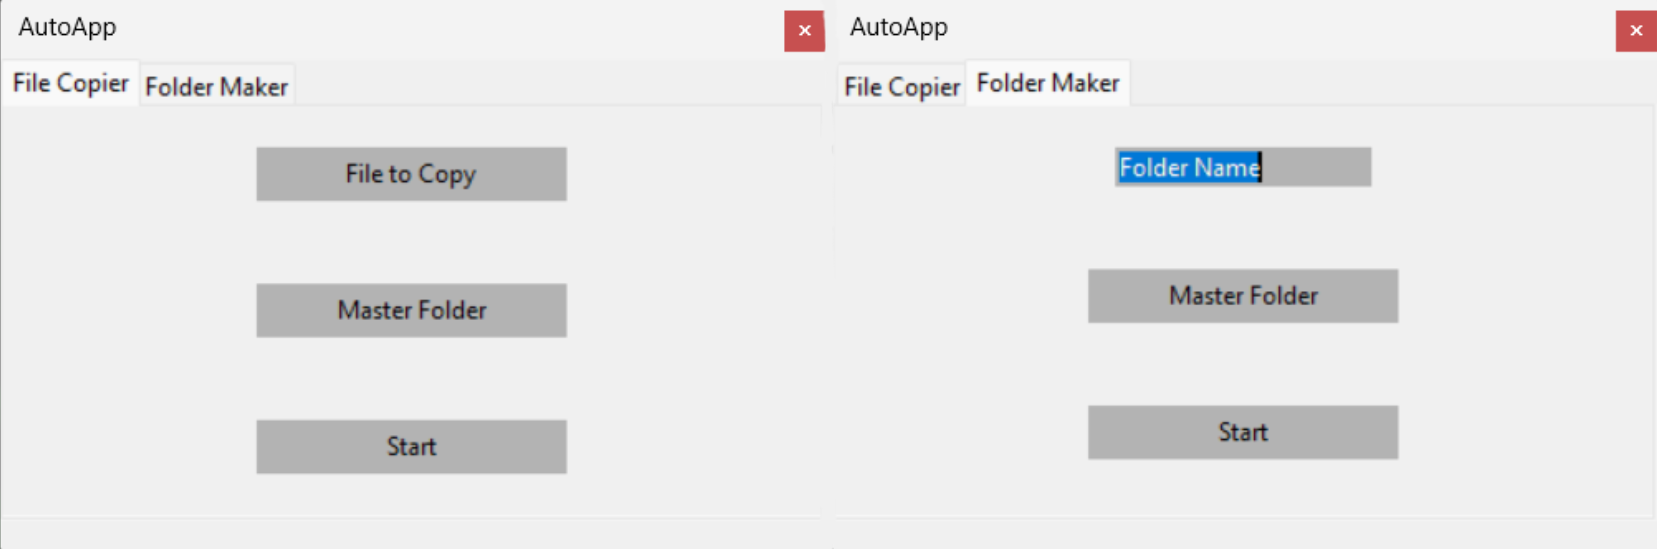 AutoApp
File Copier
Folder Maker
File to Copy
Master Folder
Start
AutoApp
File Copier
Folder Maker
Folder Name
Master Folder
Start